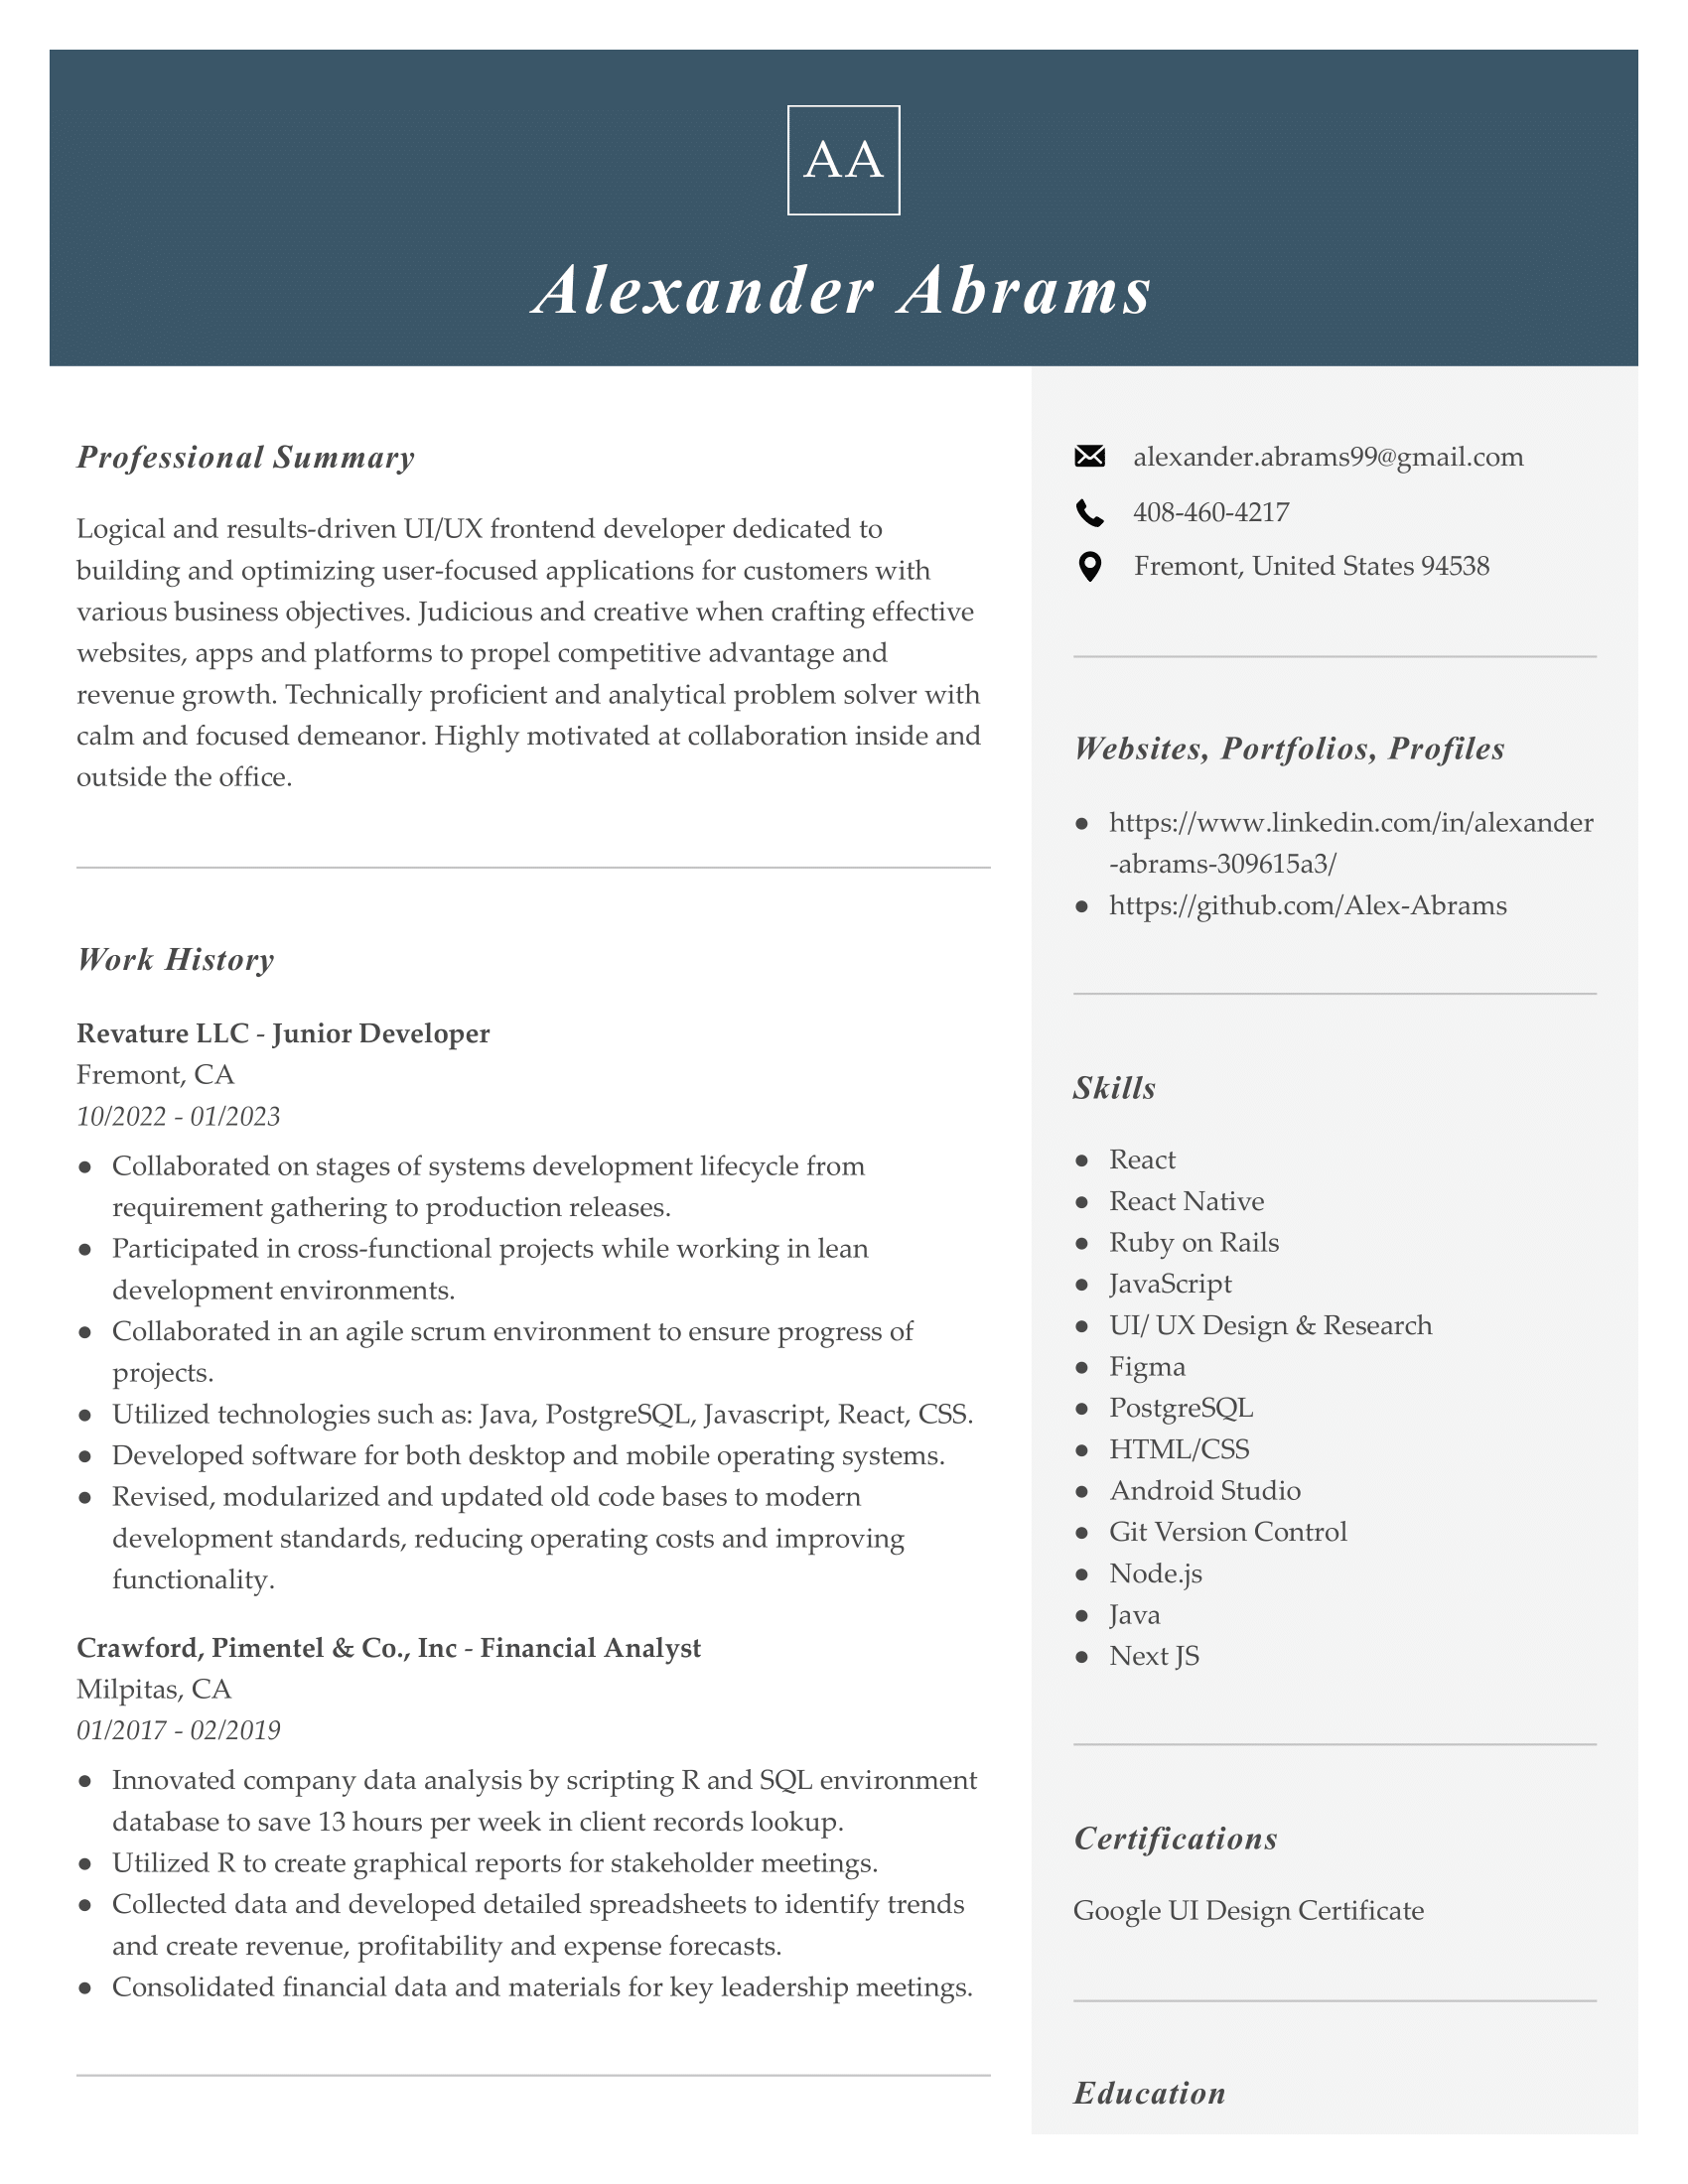 AA
Alexander Abrams
Professional Summary
Logical and results-driven UI/UX frontend developer dedicated to
building and optimizing user-focused applications for customers with
various business objectives. Judicious and creative when crafting effective
websites, apps and platforms to propel competitive advantage and
revenue growth. Technically proficient and analytical problem solver with
calm and focused demeanor. Highly motivated at collaboration inside and
outside the office.
Work History
Revature LLC - Junior Developer
Fremont, CA
10/2022 - 01/2023
● Collaborated on stages of systems development lifecycle from
requirement gathering to production releases.
● Participated in cross-functional projects while working in lean
development environments.
● Collaborated in an agile scrum environment to ensure progress of
projects.
● Utilized technologies such as: Java, PostgreSQL, Javascript, React, CSS.
● Developed software for both desktop and mobile operating systems.
● Revised, modularized and updated old code bases to modern
development standards, reducing operating costs and improving
functionality.
Crawford, Pimentel & Co., Inc - Financial Analyst
Milpitas, CA
01/2017 - 02/2019
● Innovated company data analysis by scripting R and SQL environment
database to save 13 hours per week in client records lookup.
● Utilized R to create graphical reports for stakeholder meetings.
● Collected data and developed detailed spreadsheets to identify trends
and create revenue, profitability and expense forecasts.
● Consolidated financial data and materials for key leadership meetings.
alexander.abrams99@gmail.com
408-460-4217
Fremont, United States 94538
Websites, Portfolios, Profiles
● https://www.linkedin.com/in/alexander
-abrams-309615a3/
● https://github.com/Alex-Abrams
Skills
● React
● React Native
● Ruby on Rails
● JavaScript
● UI/ UX Design & Research
● Figma
● PostgreSQL
● HTML/CSS
● Android Studio
● Git Version Control
● Node.js
● Java
● Next JS
Certifications
Google UI Design Certificate
Education